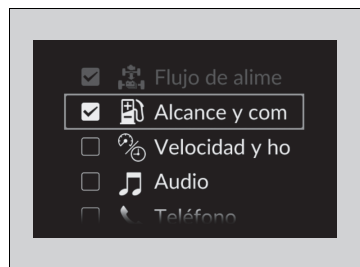 Flujo de alime
Alcance y com
Velocidad y ho
Audio
Teléfono